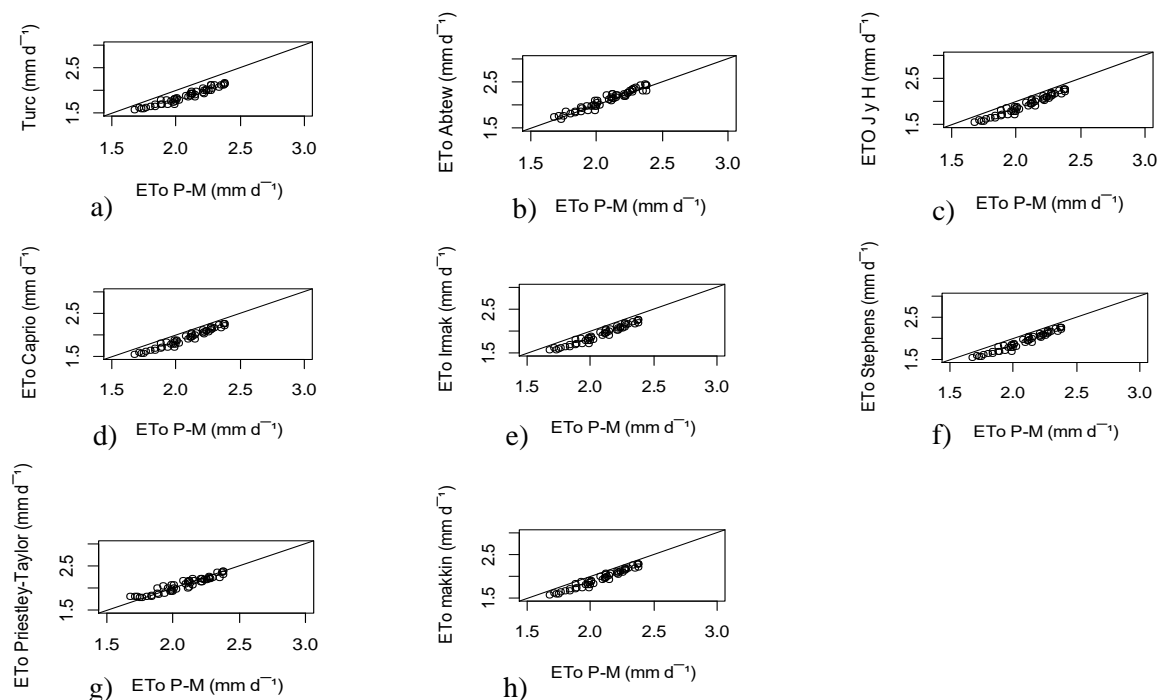 Turc (mm d¯¹)
2.5
1.5
1.5 2.0 2.5 3.0
ETo P-M (mm d¯¹)
a)
ETo Abtew (mm d¯¹)
2.5
1.5
1.5 2.0 2.5 3.0
ETo P-M (mm d¯¹)
b)
ETO J y H (mm d¯¹)
2.5
1.5
1.5 2.0 2.5 3.0
ETo P-M (mm d¯¹)
c)
ETo Caprio (mm d¯¹)
2.5
1.5
1.5 2.0 2.5 3.0
ETo P-M (mm d¯¹)
d)
ETo Irmak (mm d¯¹)
2.5
1.5
1.5 2.0 2.5 3.0
ETo P-M (mm d¯¹)
e)
ETo Stephens (mm d¯¹)
2.5
1.5
1.5 2.0 2.5 3.0
ETo P-M (mm d¯¹)
f)
ETo Priestley-Taylor (mm d¯¹)
2.5
1.5
2.0 2.5 3.0
ETo P-M (mm d¯¹)
g)
ETo makkin (mm d¯¹)
2.5
1.5
1.5 2.0 2.5 3.0
ETo P-M (mm d¯¹)
h)